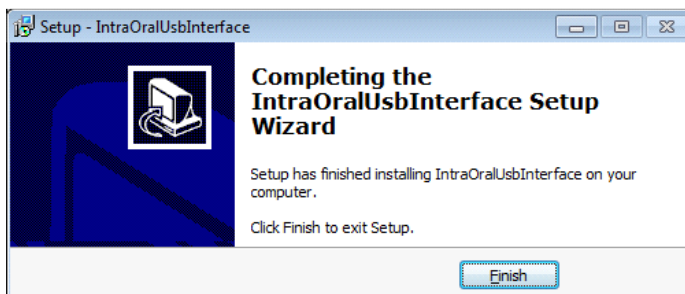 Setup - IntraOralUsbInterface
Completing the
IntraOralUsbInterface Setup
Wizard
Setup has finished installing IntraOralUsbInterface on your
computer.
Click Finish to exit Setup.
Finish